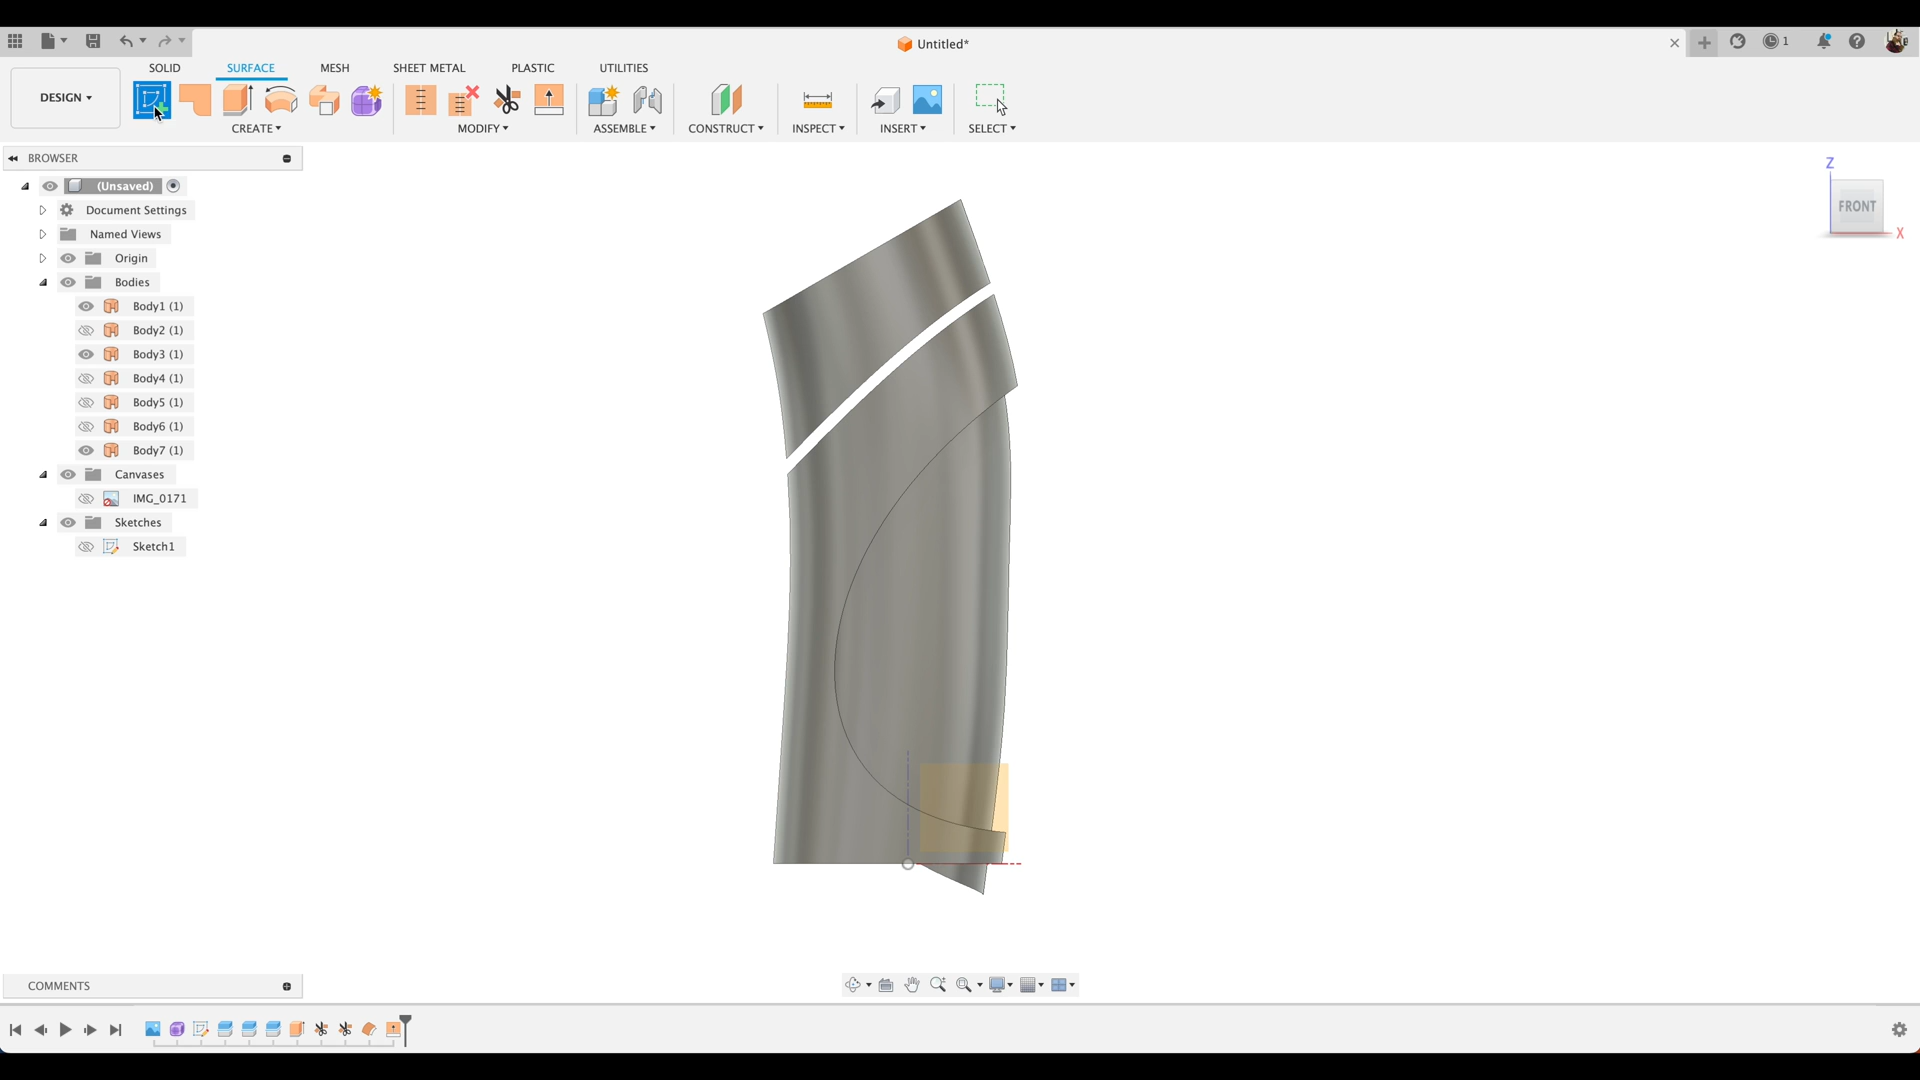 Untitled*
1
SOLID
SURFACE
MESH
SHEET METAL
PLASTIC
UTILITIES
DESIGN
CREATE
MODIFY
ASSEMBLE
CONSTRUCT
INSPECT
INSERT
SELECT
BROWSER
(Unsaved)
Document Settings
Named Views
Origin
Bodies
Body1 (1)
Body2 (1)
Body3 (1)
Body4 (1)
Body5 (1)
Body6 (1)
Body7 (1)
Canvases
IMG_0171
Sketches
Sketch1
Z
FRONT
X
COMMENTS